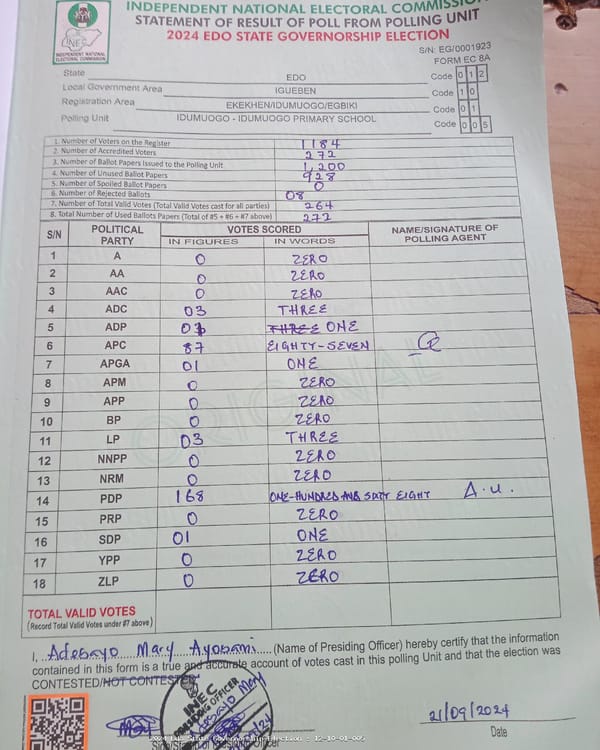 INDEPENDENT NATIONAL ELECTORAL COMMISSION
STATEMENT OF RESULT OF POLL FROM POLLING UNIT
2024 EDO STATE GOVERNORSHIP ELECTION
INEC
INDEPENDENT NATIONAL ELECTORAL COMMISSION
S/N: EG/0001923
FORM EC 8A
State EDO Code 0 1 2
Local Government Area IGUEBEN Code 1 0
Registration Area EKEKHEN/IDUMUOGO/EGBIKI Code 0 1
Polling Unit IDUMUOGO - IDUMUOGO PRIMARY SCHOOL Code 0 0 5
1. Number of Voters on the Register 1184
2. Number of Accredited Voters 272
3. Number of Ballot Papers Issued to the Polling Unit 1,200
4. Number of Unused Ballot Papers 928
5. Number of Spoiled Ballot Papers 0
6. Number of Rejected Ballots 08
7. Number of Total Valid Votes (Total Valid Votes cast for all parties) 264
8. Total Number of Used Ballots Papers (Total of #5 + #6 + #7 above) 272
S/N POLITICAL PARTY VOTES SCORED NAME/SIGNATURE OF POLLING AGENT
IN FIGURES IN WORDS
1 A 0 ZERO
2 AA 0 ZERO
3 AAC 0 ZERO
4 ADC 03 THREE
5 ADP 01 THREE ONE
6 APC 87 EIGHTY-SEVEN
7 APGA 01 ONE
8 APM 0 ZERO
9 APP 0 ZERO
10 BP 0 ZERO
11 LP 03 THREE
12 NNPP 0 ZERO
13 NRM 0 ZERO
14 PDP 168 ONE-HUNDRED AND SIXTY EIGHT A.U.
15 PRP 0 ZERO
16 SDP 01 ONE
17 YPP 0 ZERO
18 ZLP 0 ZERO
ORIGINAL
TOTAL VALID VOTES
(Record Total Valid Votes under #7 above)
I, Adebayo Mary Ayobami (Name of Presiding Officer) hereby certify that the information
contained in this form is a true and accurate account of votes cast in this polling Unit and that the election was
CONTESTED/NOT CONTESTED
INEC
PRESIDING OFFICER
21/09/2024
Date
2024 Edo State Governorship Election - 12-10-01-005